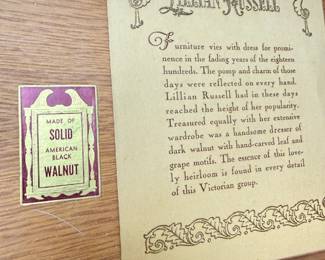 LILLIAN RUSSELL
Furniture vies with dress for promi-
nence in the fading years of the eighteen
hundreds. The pomp and charm of those
days were reflected on every hand.
Lillian Russell had in these days
reached the height of her popularity.
Treasured equally with her extensive
wardrobe was a handsome dresser of
dark walnut with hand-carved leaf and
grape motifs. The essence of this love-
ly heirloom is found in every detail
of this Victorian group.
MADE OF
SOLID
AMERICAN
BLACK
WALNUT